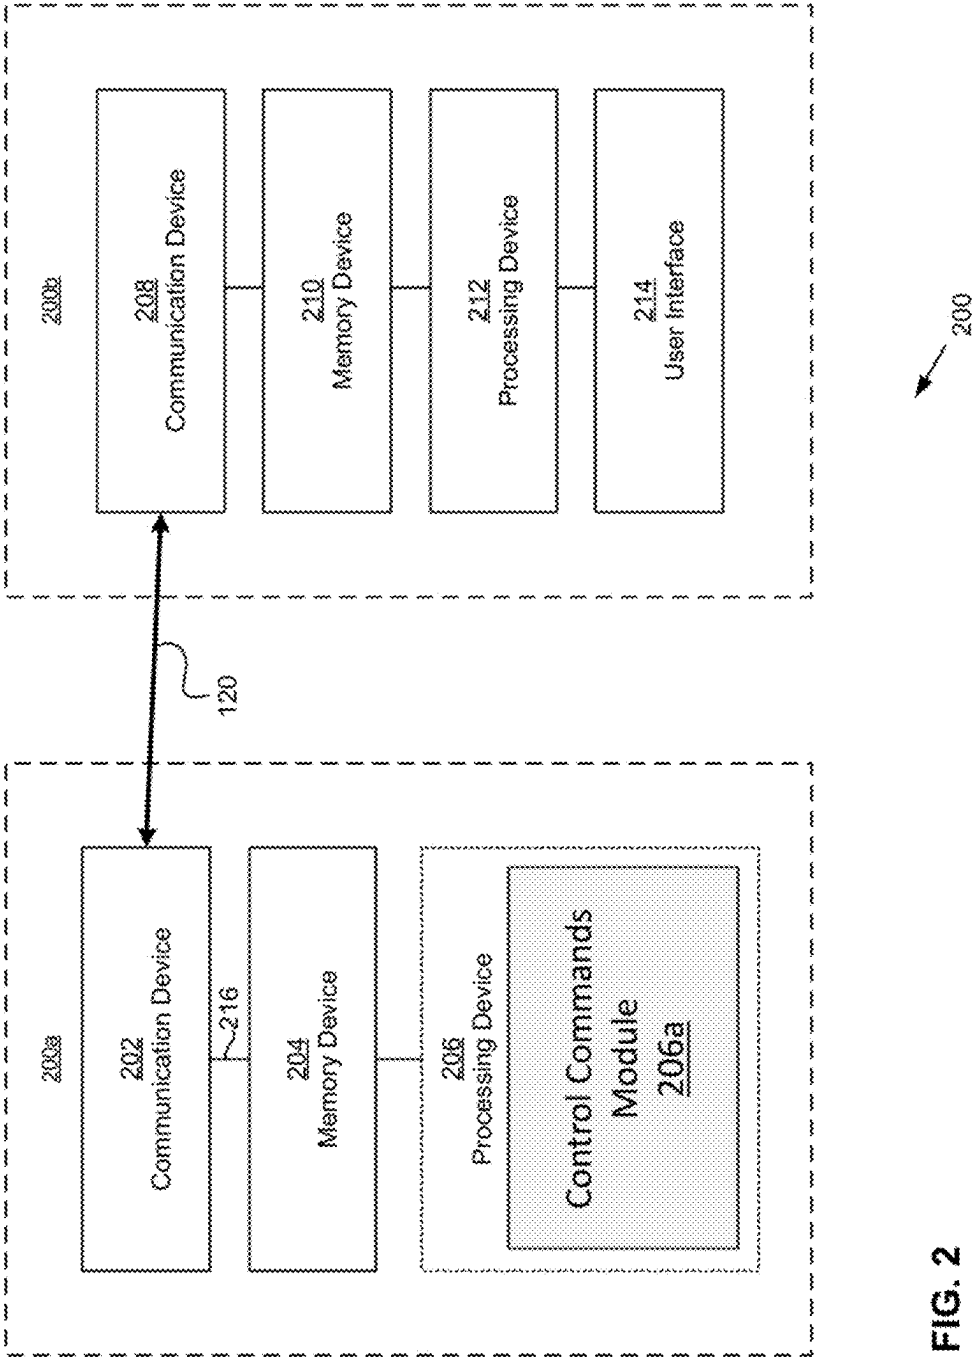 200a
202
Communication Device
216
204
Memory Device
206
Processing Device
Control Commands
Module
206a
120
200b
208
Communication Device
210
Memory Device
212
Processing Device
214
User Interface
200
FIG. 2